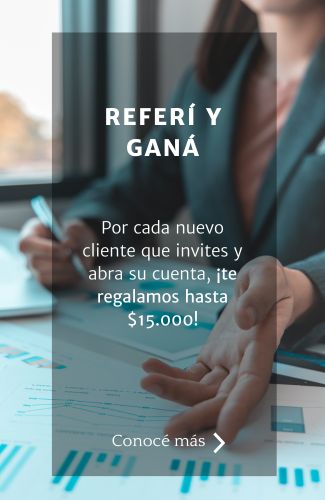 REFERÍ Y
GANÁ
Por cada nuevo
cliente que invites y
abra su cuenta, ¡te
regalamos hasta
$15.000!
Conocé más